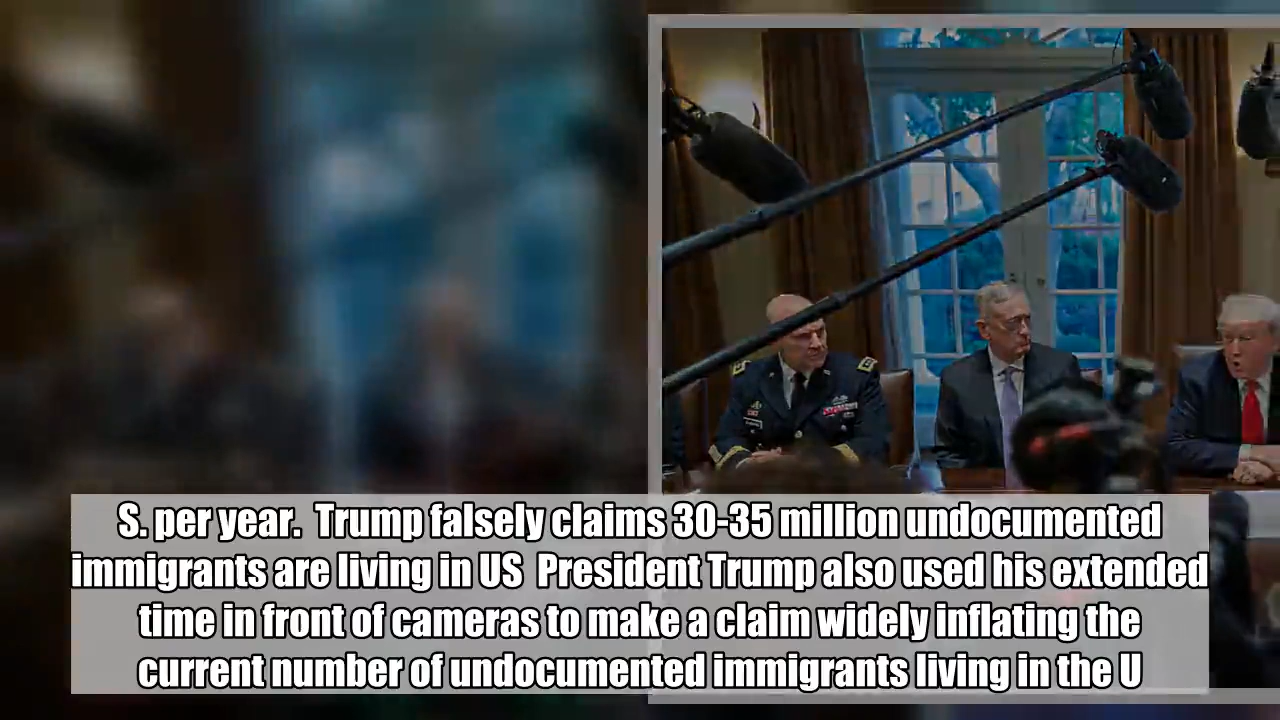 S. per year.  Trump falsely claims 30-35 million undocumented
immigrants are living in US  President Trump also used his extended
time in front of cameras to make a claim widely inflating the
current number of undocumented immigrants living in the U